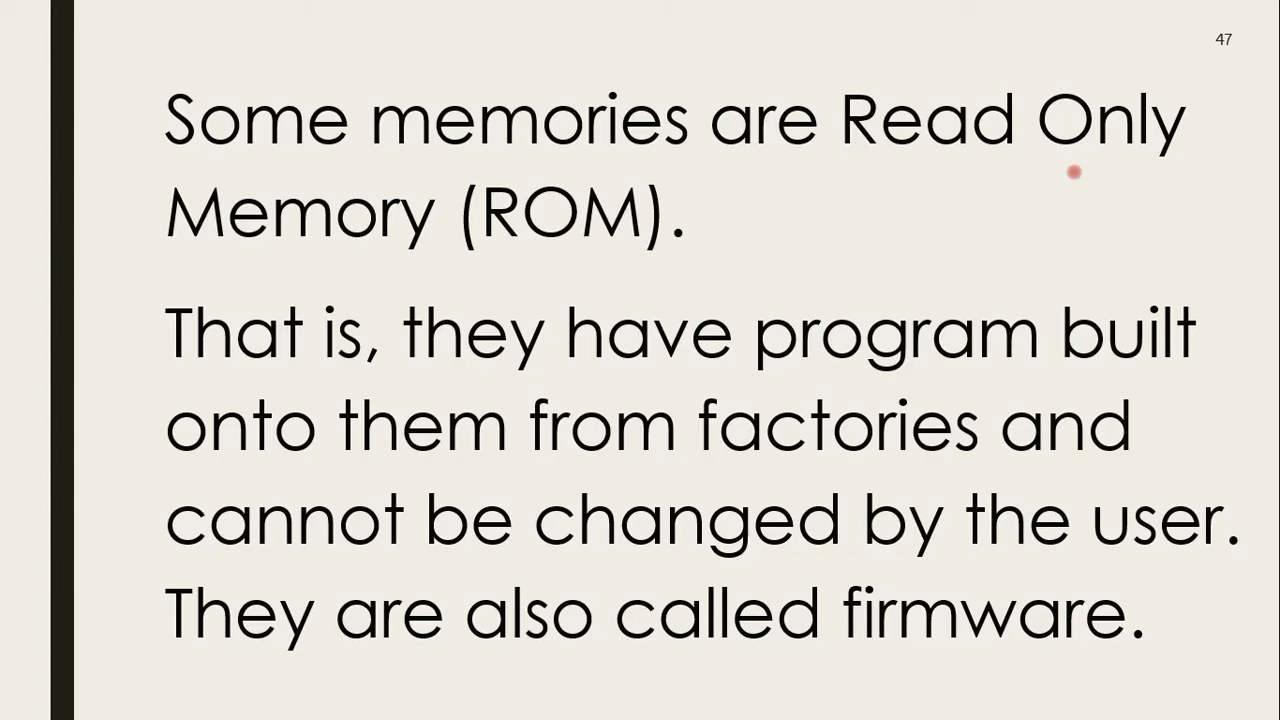 47
Some memories are Read Only
Memory (ROM).
That is, they have program built
onto them from factories and
cannot be changed by the user.
They are also called firmware.